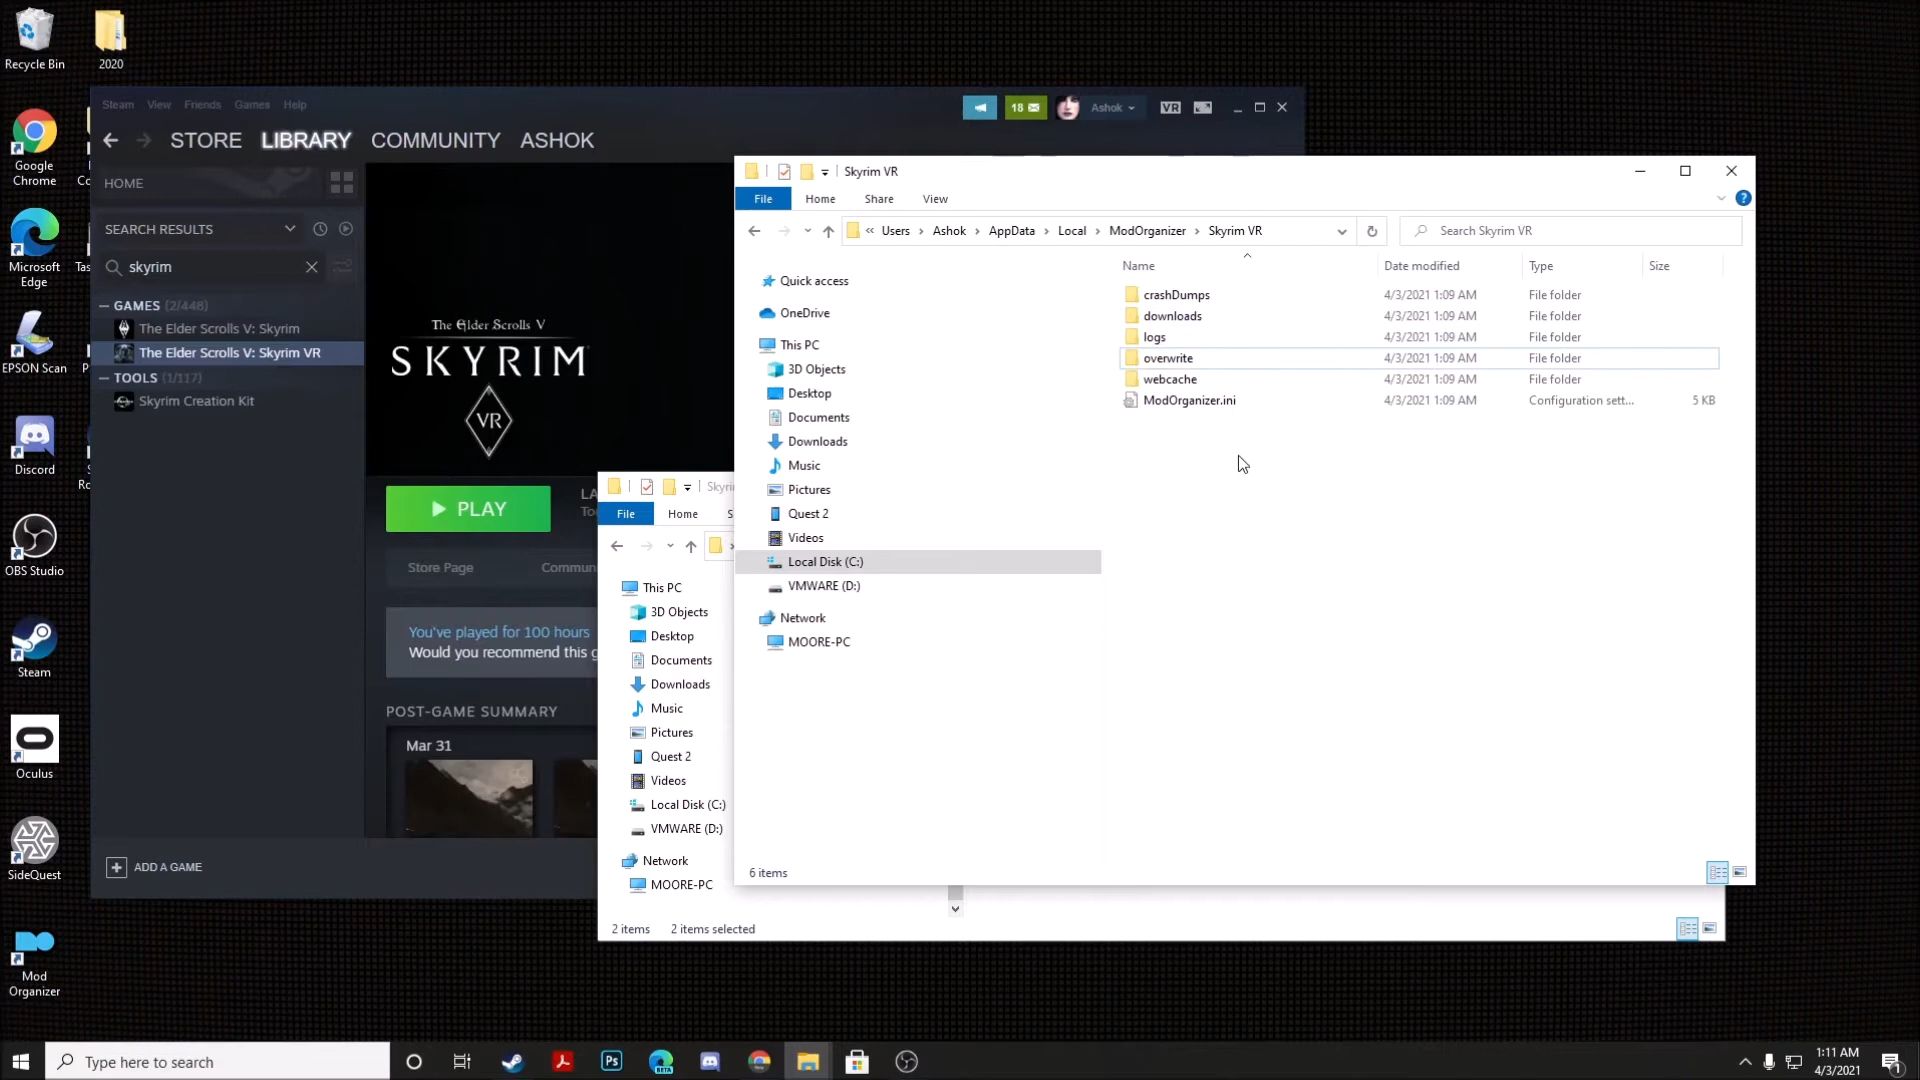 Recycle Bin
2020
Google Chrome
Microsoft Edge
EPSON Scan
Discord
OBS Studio
Steam
Oculus
SideQuest
Mod Organizer
Steam View Friends Games Help
18
Ashok
VR
STORE LIBRARY COMMUNITY ASHOK
HOME
SEARCH RESULTS
skyrim
GAMES (2/448)
The Elder Scrolls V: Skyrim
The Elder Scrolls V: Skyrim VR
TOOLS (1/117)
Skyrim Creation Kit
ADD A GAME
The Elder Scrolls V
SKYRIM
VR
PLAY
LA
Store Page
Commun
You've played for 100 hours
Would you recommend this g
POST-GAME SUMMARY
Mar 31
Skyri
File Home S
This PC
3D Objects
Desktop
Documents
Downloads
Music
Pictures
Quest 2
Videos
Local Disk (C:)
VMWARE (D:)
Network
MOORE-PC
2 items 2 items selected
Skyrim VR
File Home Share View
« Users › Ashok › AppData › Local › ModOrganizer › Skyrim VR
Search Skyrim VR
Quick access
OneDrive
This PC
3D Objects
Desktop
Documents
Downloads
Music
Pictures
Quest 2
Videos
Local Disk (C:)
VMWARE (D:)
Network
MOORE-PC
Name Date modified Type Size
crashDumps 4/3/2021 1:09 AM File folder
downloads 4/3/2021 1:09 AM File folder
logs 4/3/2021 1:09 AM File folder
overwrite 4/3/2021 1:09 AM File folder
webcache 4/3/2021 1:09 AM File folder
ModOrganizer.ini 4/3/2021 1:09 AM Configuration sett... 5 KB
6 items
Type here to search
Ps
BETA
1:11 AM
4/3/2021
1